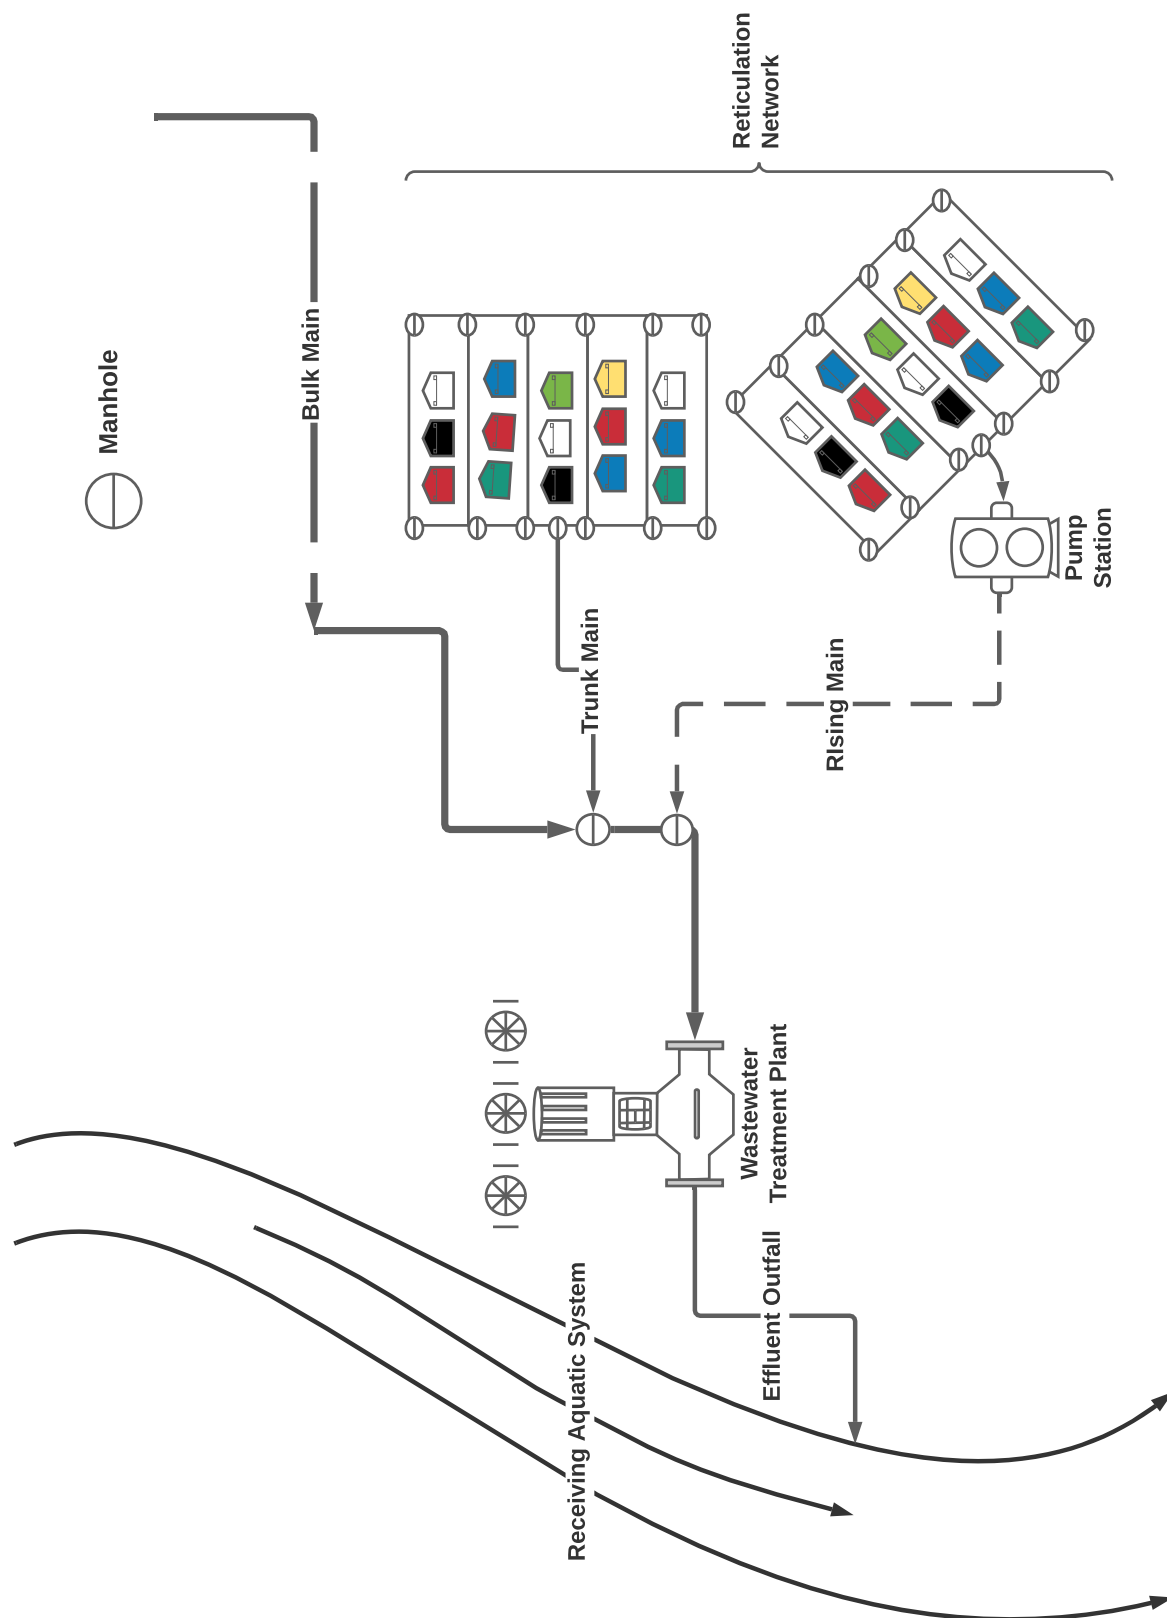 Manhole
Bulk Main
Reticulation
Network
Trunk Main
RIsing Main
Pump
Station
Wastewater
Treatment Plant
Effluent Outfall
Receiving Aquatic System